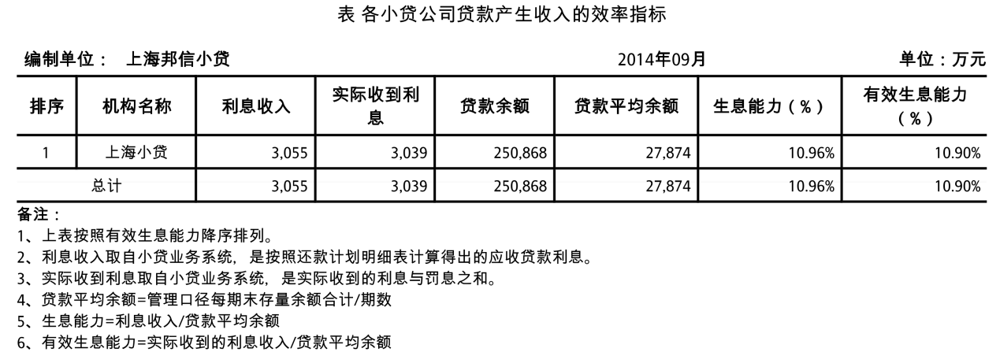 表 各小贷公司贷款产生收入的效率指标
编制单位： 上海邦信小贷 2014年09月 单位：万元
排序 机构名称 利息收入 实际收到利息 贷款余额 贷款平均余额 生息能力（%） 有效生息能力（%）
1 上海小贷 3,055 3,039 250,868 27,874 10.96% 10.90%
总计 3,055 3,039 250,868 27,874 10.96% 10.90%
备注：
1、上表按照有效生息能力降序排列。
2、利息收入取自小贷业务系统，是按照还款计划明细表计算得出的应收贷款利息。
3、实际收到利息取自小贷业务系统，是实际收到的利息与罚息之和。
4、贷款平均余额=管理口径每期末存量余额合计/期数
5、生息能力=利息收入/贷款平均余额
6、有效生息能力=实际收到的利息收入/贷款平均余额